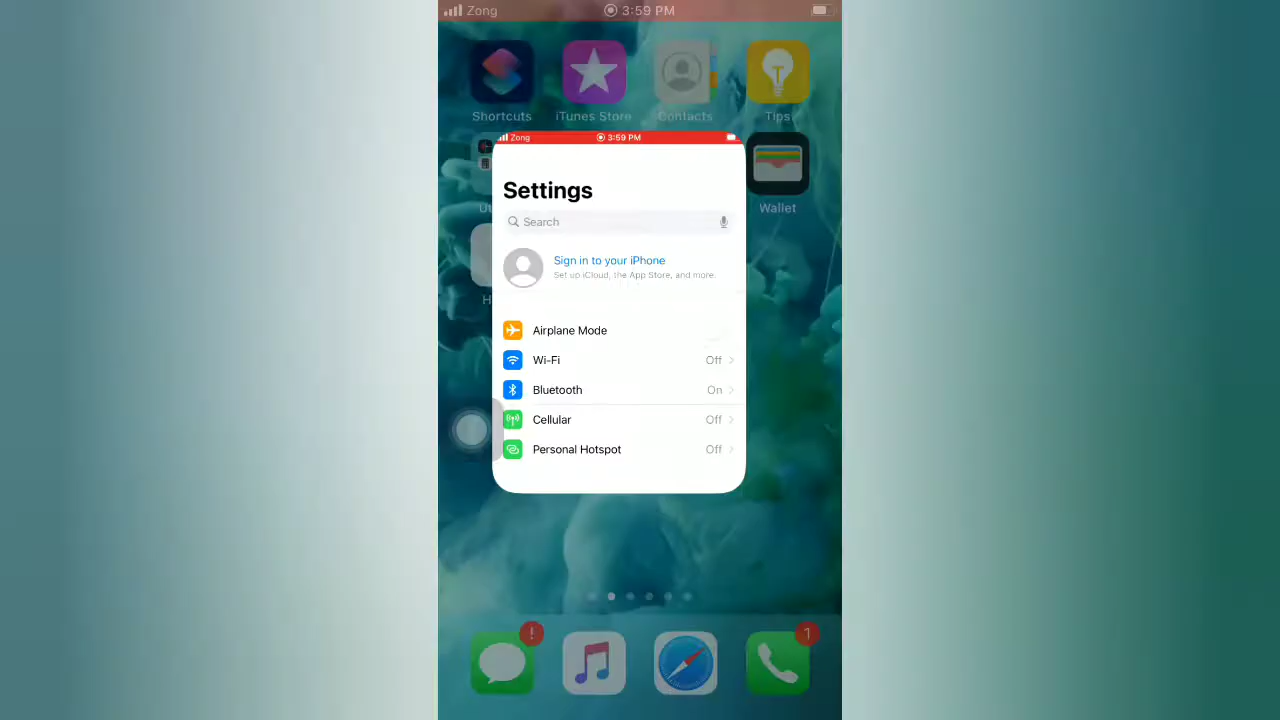 Zong 3:59 PM
Shortcuts iTunes Store Contacts Tips
Zong 3:59 PM
Settings
Wallet
Search
Sign in to your iPhone
Set up iCloud, the App Store, and more.
Airplane Mode
Wi-Fi Off
Bluetooth On
Cellular Off
Personal Hotspot Off
! 1